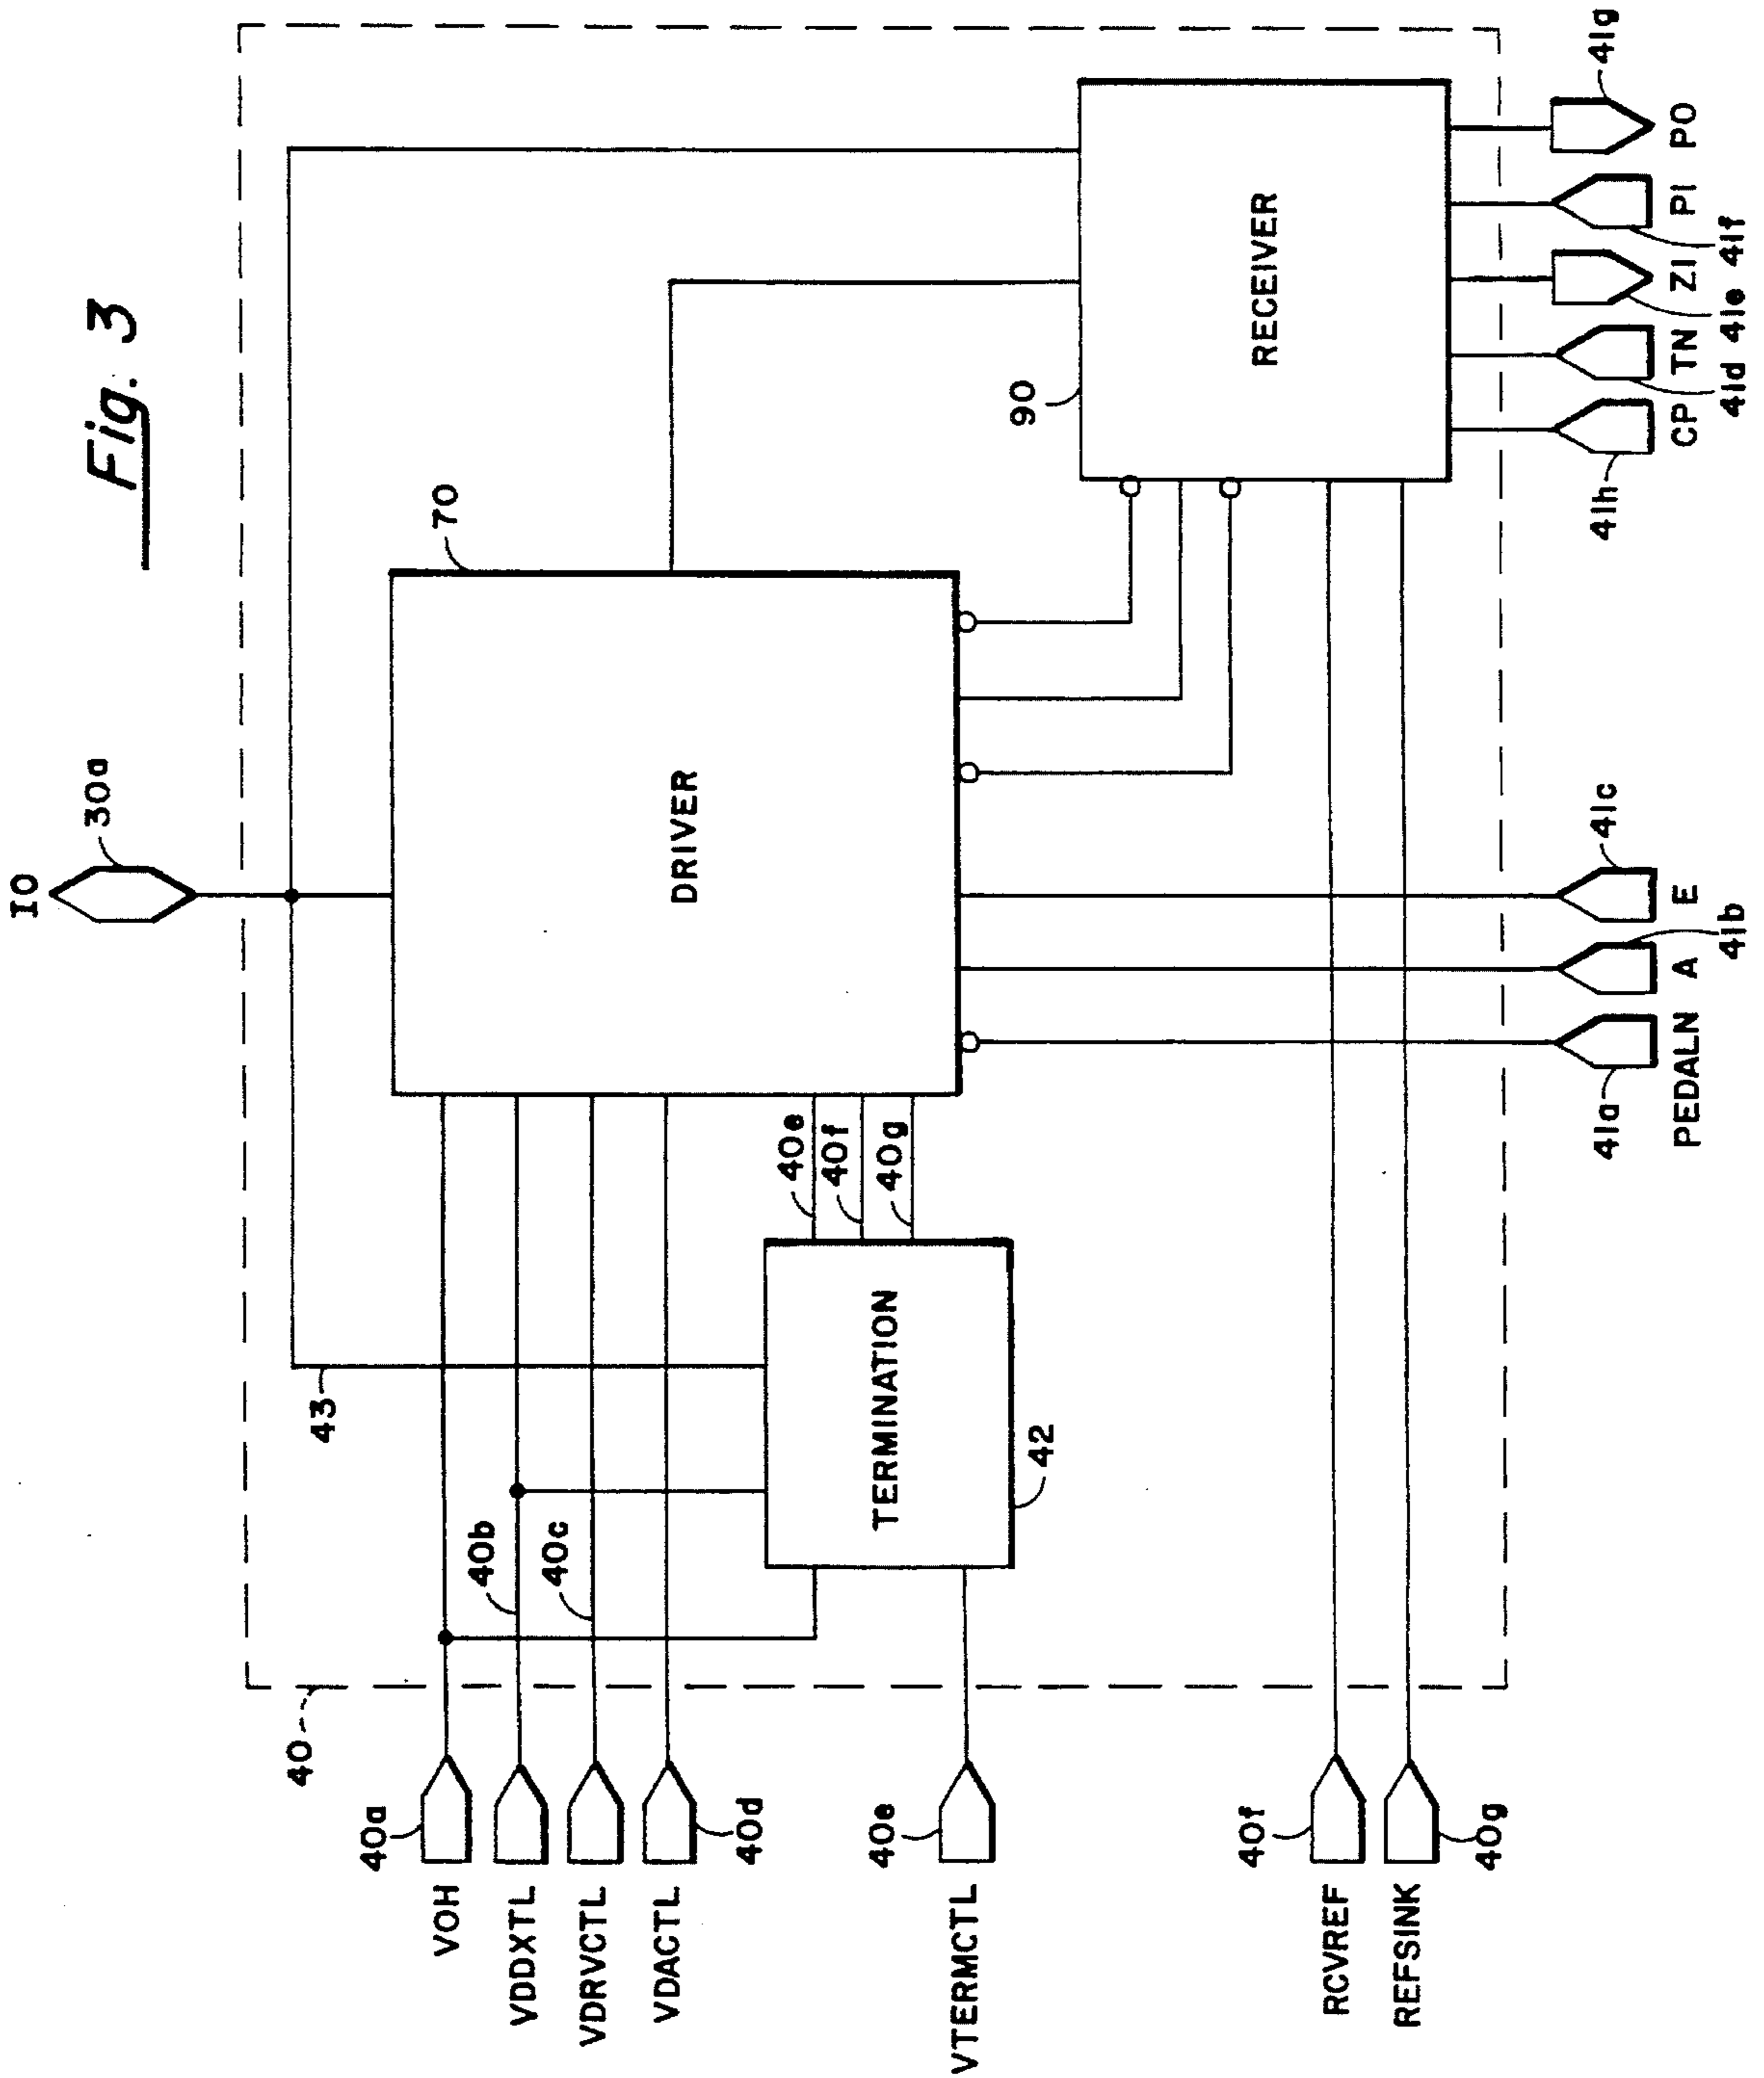 Fig. 3
IO
30a
70
DRIVER
90
RECEIVER
43
40
40a
VOH
40b
VDDXTL
40c
VDRVCTL
40d
VDACTL
40e
40f
40g
TERMINATION
42
40e
VTERMCTL
40f
RCVREF
40g
REFSINK
41a
PEDALN
A
41b
E
41c
41h
CP
TN
41d
ZI
41e
PI
41f
PO
41g